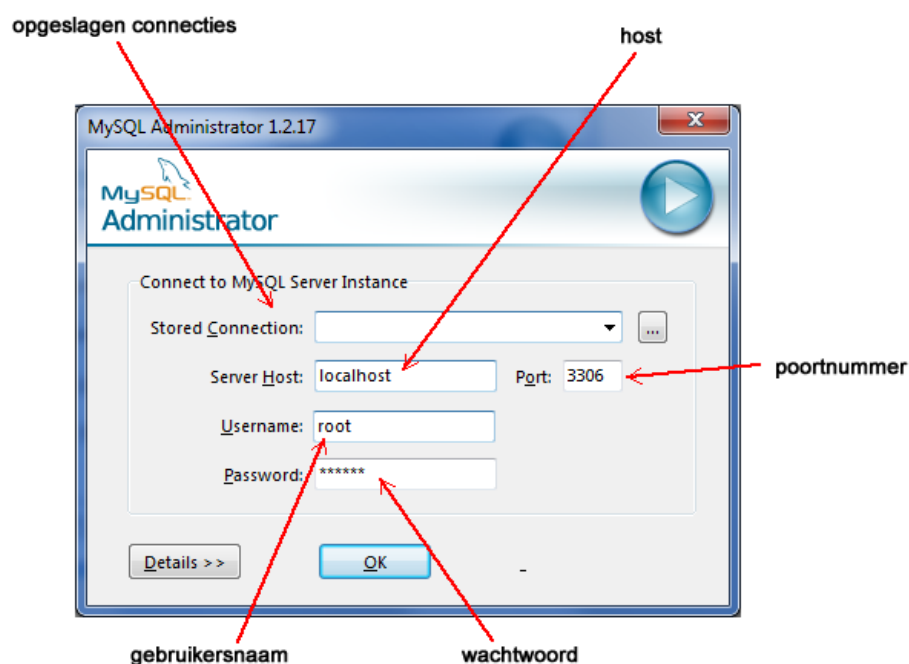 opgeslagen connecties
host
MySQL Administrator 1.2.17
MySQL
Administrator
Connect to MySQL Server Instance
Stored Connection:
...
Server Host: localhost Port: 3306
poortnummer
Username: root
Password: ******
Details >> OK -
gebruikersnaam wachtwoord